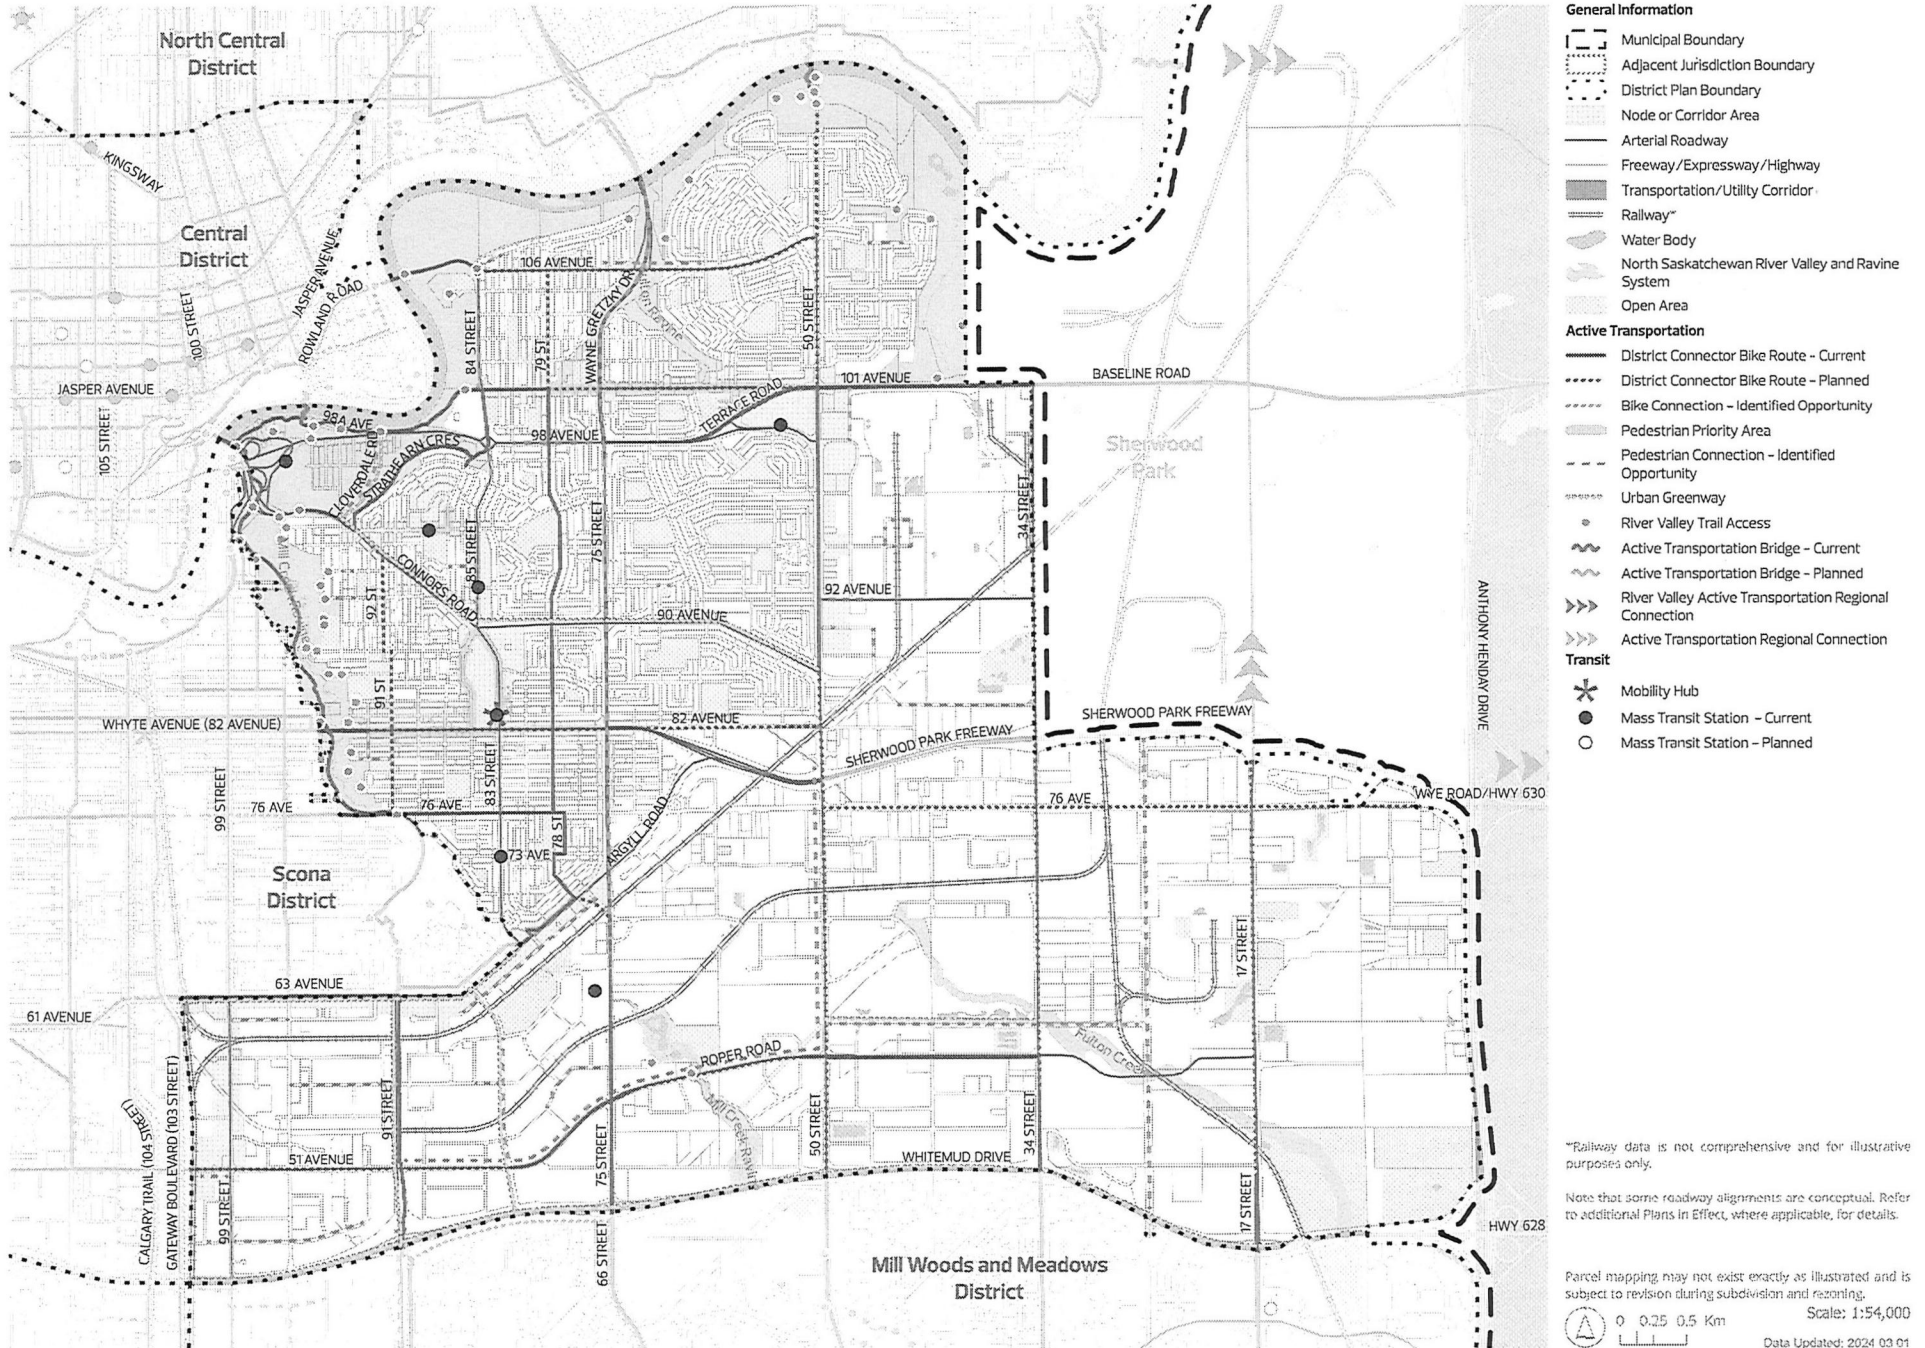 North Central
District
KINGSWAY
Central
District
JASPER AVENUE
ROWLAND ROAD
100 STREET
JASPER AVENUE
105 STREET
106 AVENUE
WAYNE GRETZKY DR
Ravine
84 STREET
79 ST
50 STREET
101 AVENUE
BASELINE ROAD
TERRACE ROAD
98A AVE
98 AVENUE
CLOVERDALE RD
STRATHEARN CRES
Sherwood
Park
34 STREET
75 STREET
85 STREET
CONNORS ROAD
Mill C
92 ST
92 AVENUE
90 AVENUE
91 ST
WHYTE AVENUE (82 AVENUE)
82 AVENUE
SHERWOOD PARK FREEWAY
SHERWOOD PARK FREEWAY
ANTHONY HENDAY DRIVE
99 STREET
76 AVE
76 AVE
83 STREET
78 ST
73 AVE
ARGYLL ROAD
76 AVE
WYE ROAD/HWY 630
Scona
District
17 STREET
63 AVENUE
61 AVENUE
ROPER ROAD
Fulton Creek
Mill Creek Ravine
CALGARY TRAIL (104 STREET)
GATEWAY BOULEVARD (103 STREET)
91 STREET
51 AVENUE
99 STREET
75 STREET
50 STREET
WHITEMUD DRIVE
34 STREET
17 STREET
66 STREET
HWY 628
Mill Woods and Meadows
District
General Information
Municipal Boundary
Adjacent Jurisdiction Boundary
District Plan Boundary
Node or Corridor Area
Arterial Roadway
Freeway/Expressway/Highway
Transportation/Utility Corridor
Railway*
Water Body
North Saskatchewan River Valley and Ravine
System
Open Area
Active Transportation
District Connector Bike Route - Current
District Connector Bike Route - Planned
Bike Connection - Identified Opportunity
Pedestrian Priority Area
Pedestrian Connection - Identified
Opportunity
Urban Greenway
River Valley Trail Access
Active Transportation Bridge - Current
Active Transportation Bridge - Planned
River Valley Active Transportation Regional
Connection
Active Transportation Regional Connection
Transit
Mobility Hub
Mass Transit Station - Current
Mass Transit Station - Planned
*Railway data is not comprehensive and for illustrative
purposes only.
Note that some roadway alignments are conceptual. Refer
to additional Plans in Effect, where applicable, for details.
Parcel mapping may not exist exactly as illustrated and is
subject to revision during subdivision and rezoning.
A
0 0.25 0.5 Km
Scale: 1:54,000
Data Updated: 2024 03 01